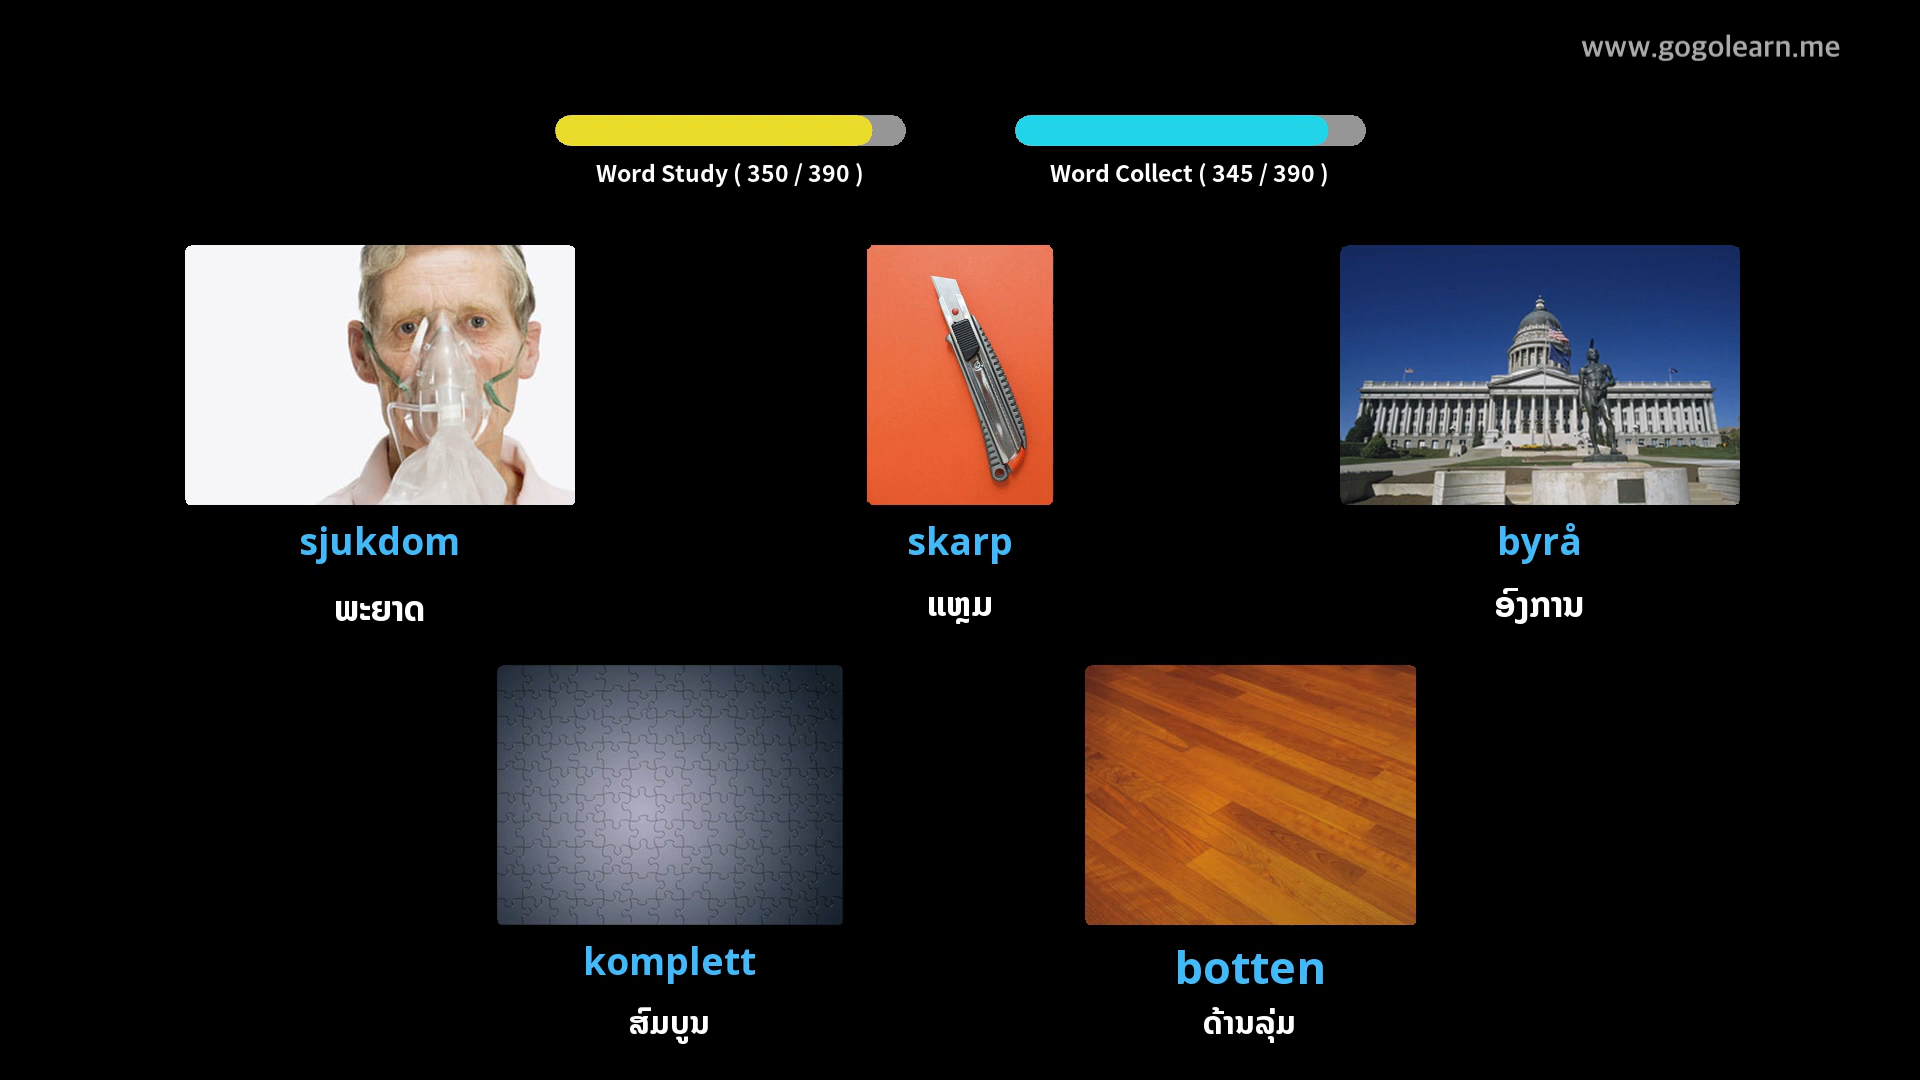 www.gogolearn.me
Word Study ( 350 / 390 )
Word Collect ( 345 / 390 )
sjukdom
skarp
byrå
ພະຍາດ
ແຫຼມ
ອົງການ
komplett
botten
ສົມບູນ
ດ້ານລຸ່ມ